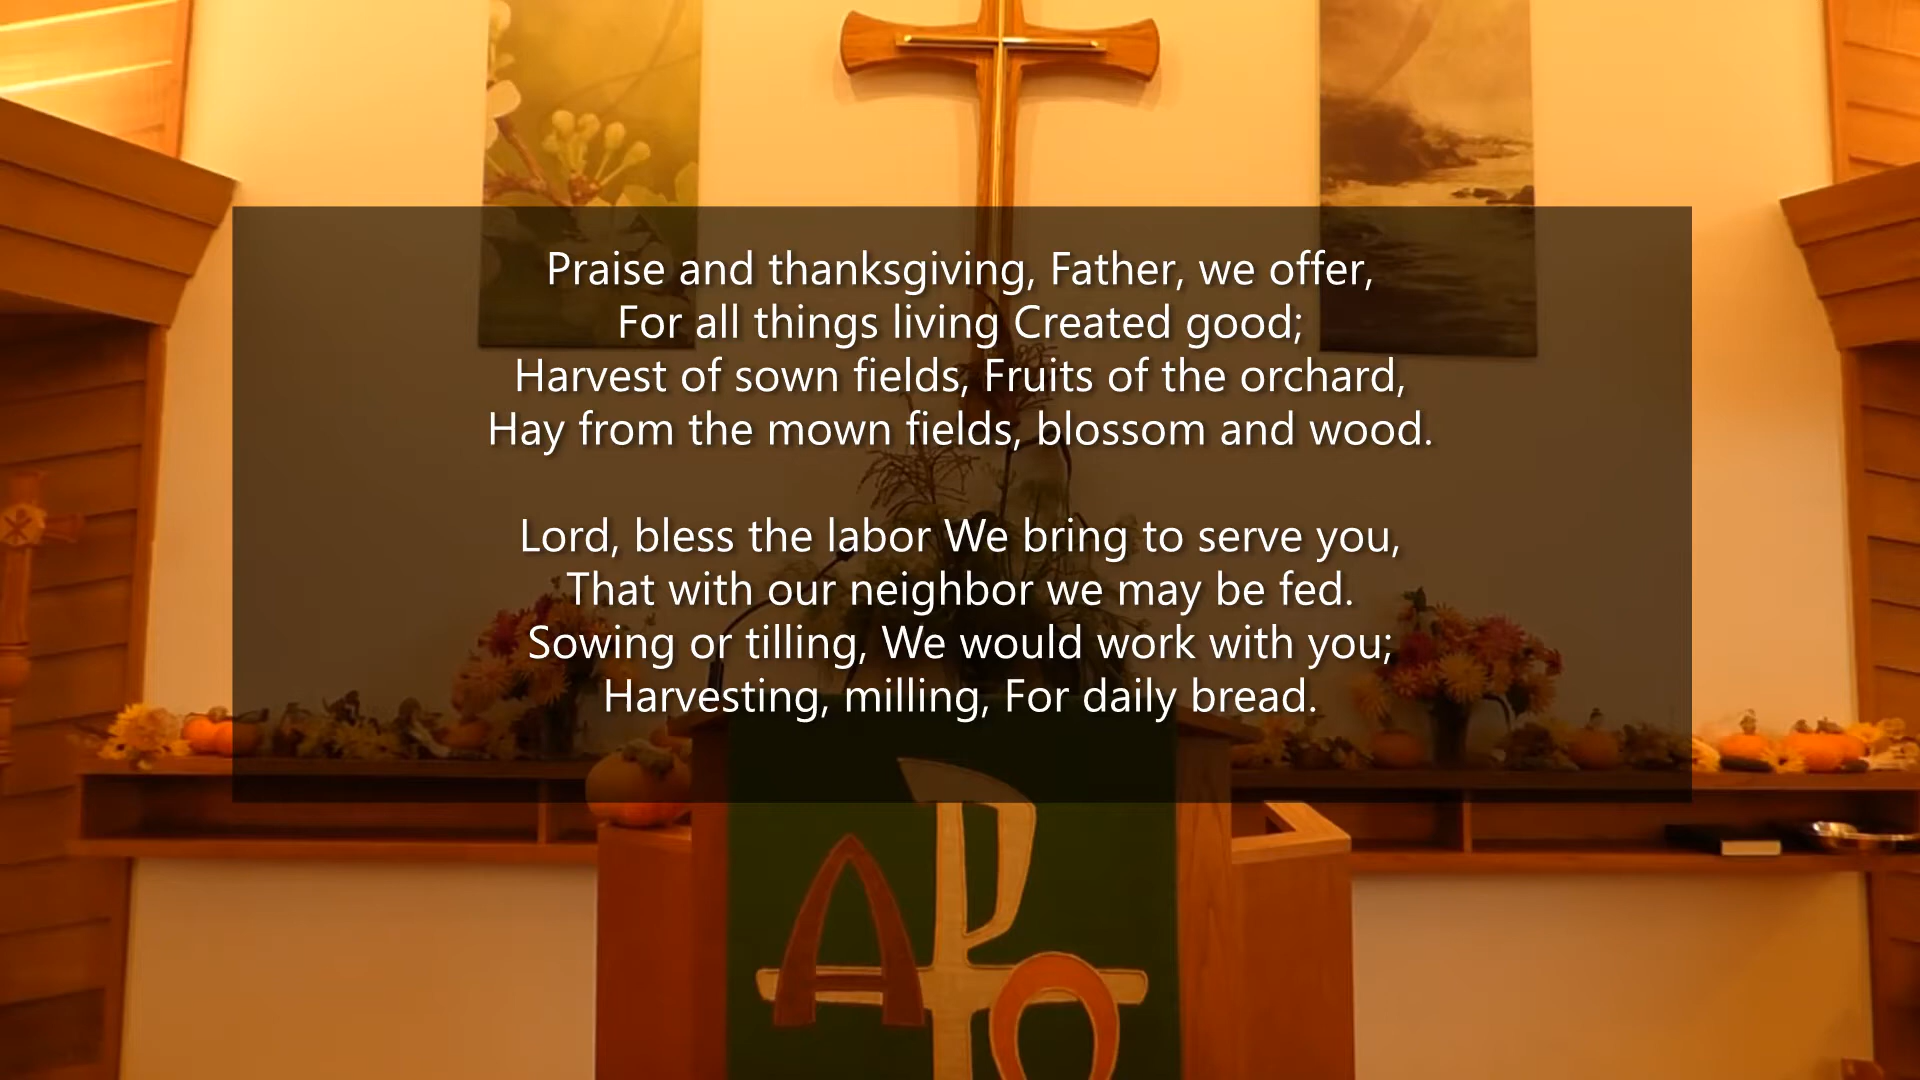 Praise and thanksgiving, Father, we offer,
For all things living Created good;
Harvest of sown fields, Fruits of the orchard,
Hay from the mown fields, blossom and wood.
Lord, bless the labor We bring to serve you,
That with our neighbor we may be fed.
Sowing or tilling, We would work with you;
Harvesting, milling, For daily bread.